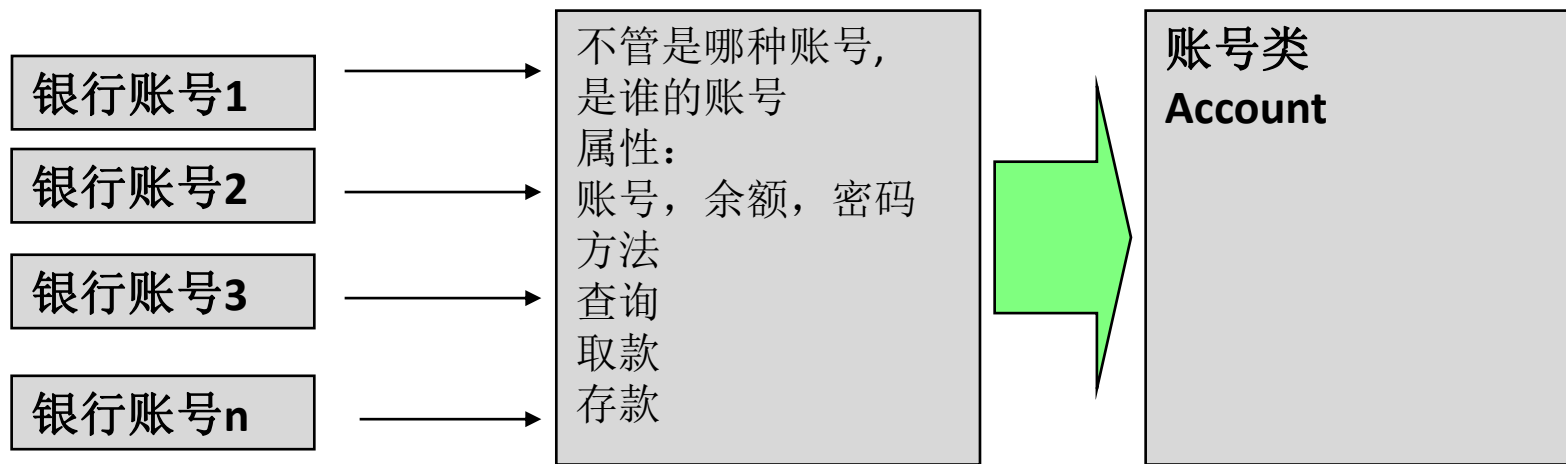 银行账号1
银行账号2
银行账号3
银行账号n
不管是哪种账号,
是谁的账号
属性：
账号，余额，密码
方法
查询
取款
存款
账号类
Account